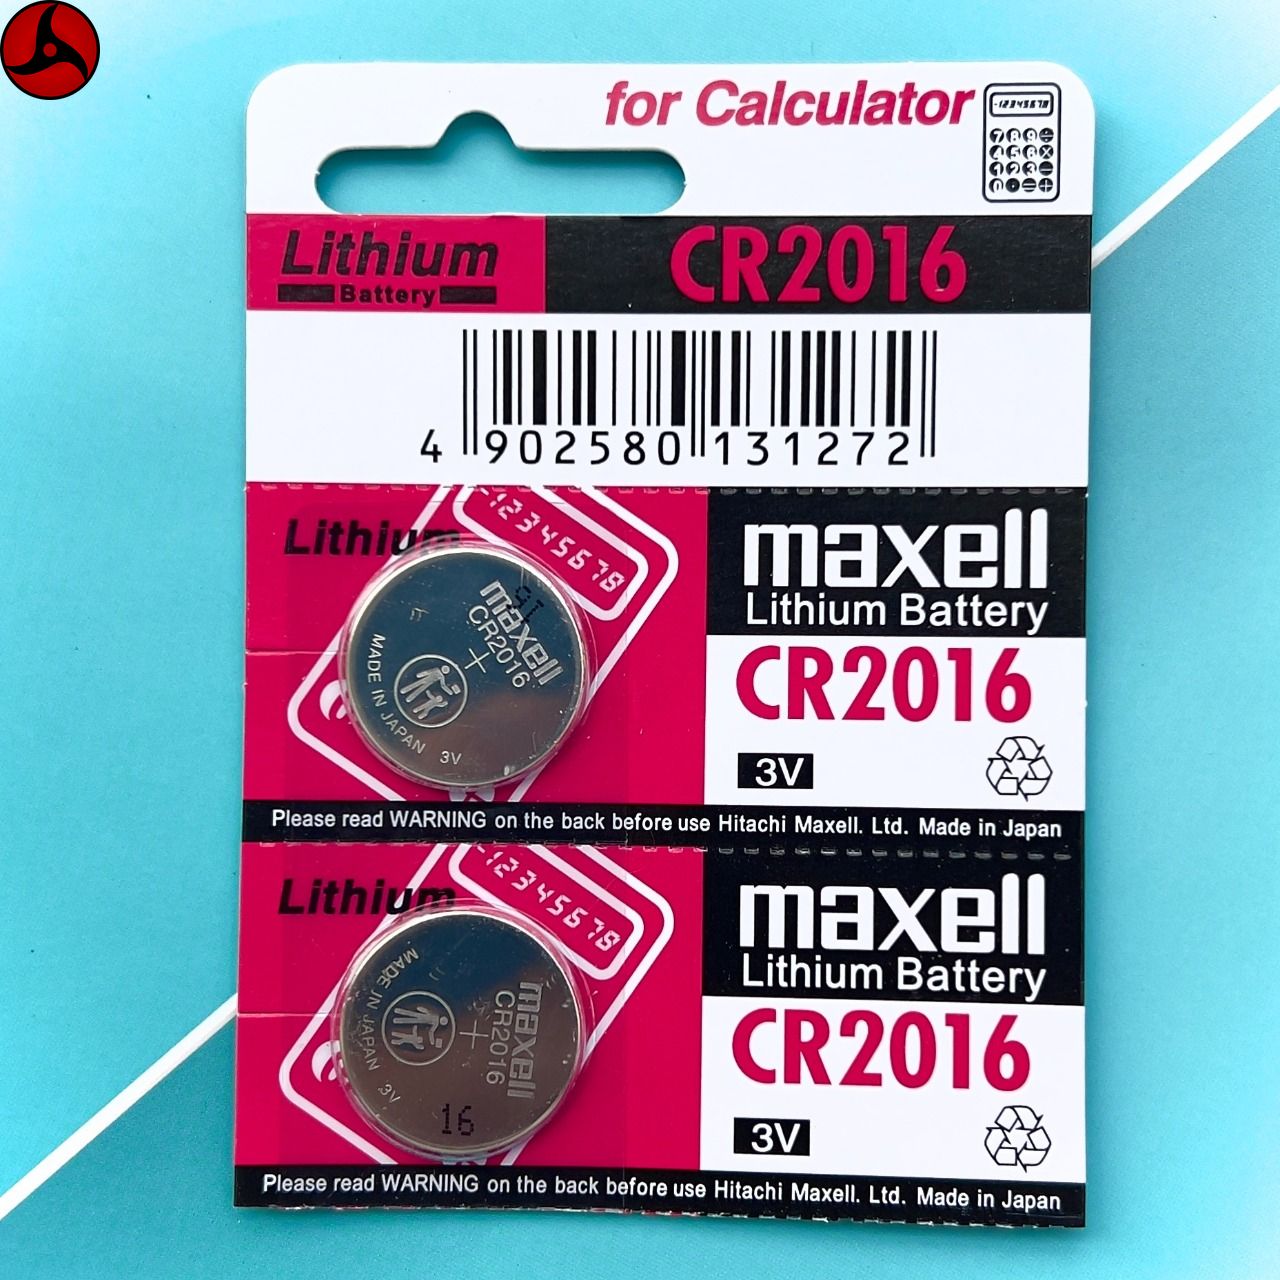 for Calculator
-12345678
Lithium
Battery
CR2016
4 902580 131272
Lithium
-12345678
maxell
CR2016
MADE IN JAPAN 3V
maxell
Lithium Battery
CR2016
3V
Please read WARNING on the back before use Hitachi Maxell. Ltd. Made in Japan
Lithium
-12345678
maxell
CR2016
MADE IN JAPAN 3V
16
maxell
Lithium Battery
CR2016
3V
Please read WARNING on the back before use Hitachi Maxell. Ltd. Made in Japan